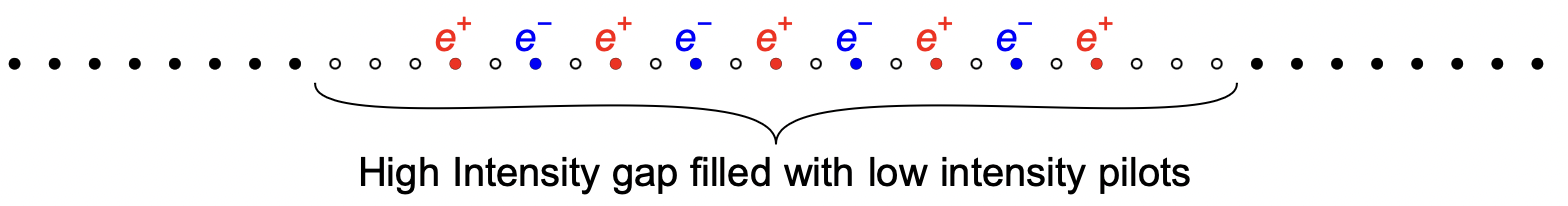 e⁺ e⁻ e⁺ e⁻ e⁺ e⁻ e⁺ e⁻ e⁺
High Intensity gap filled with low intensity pilots